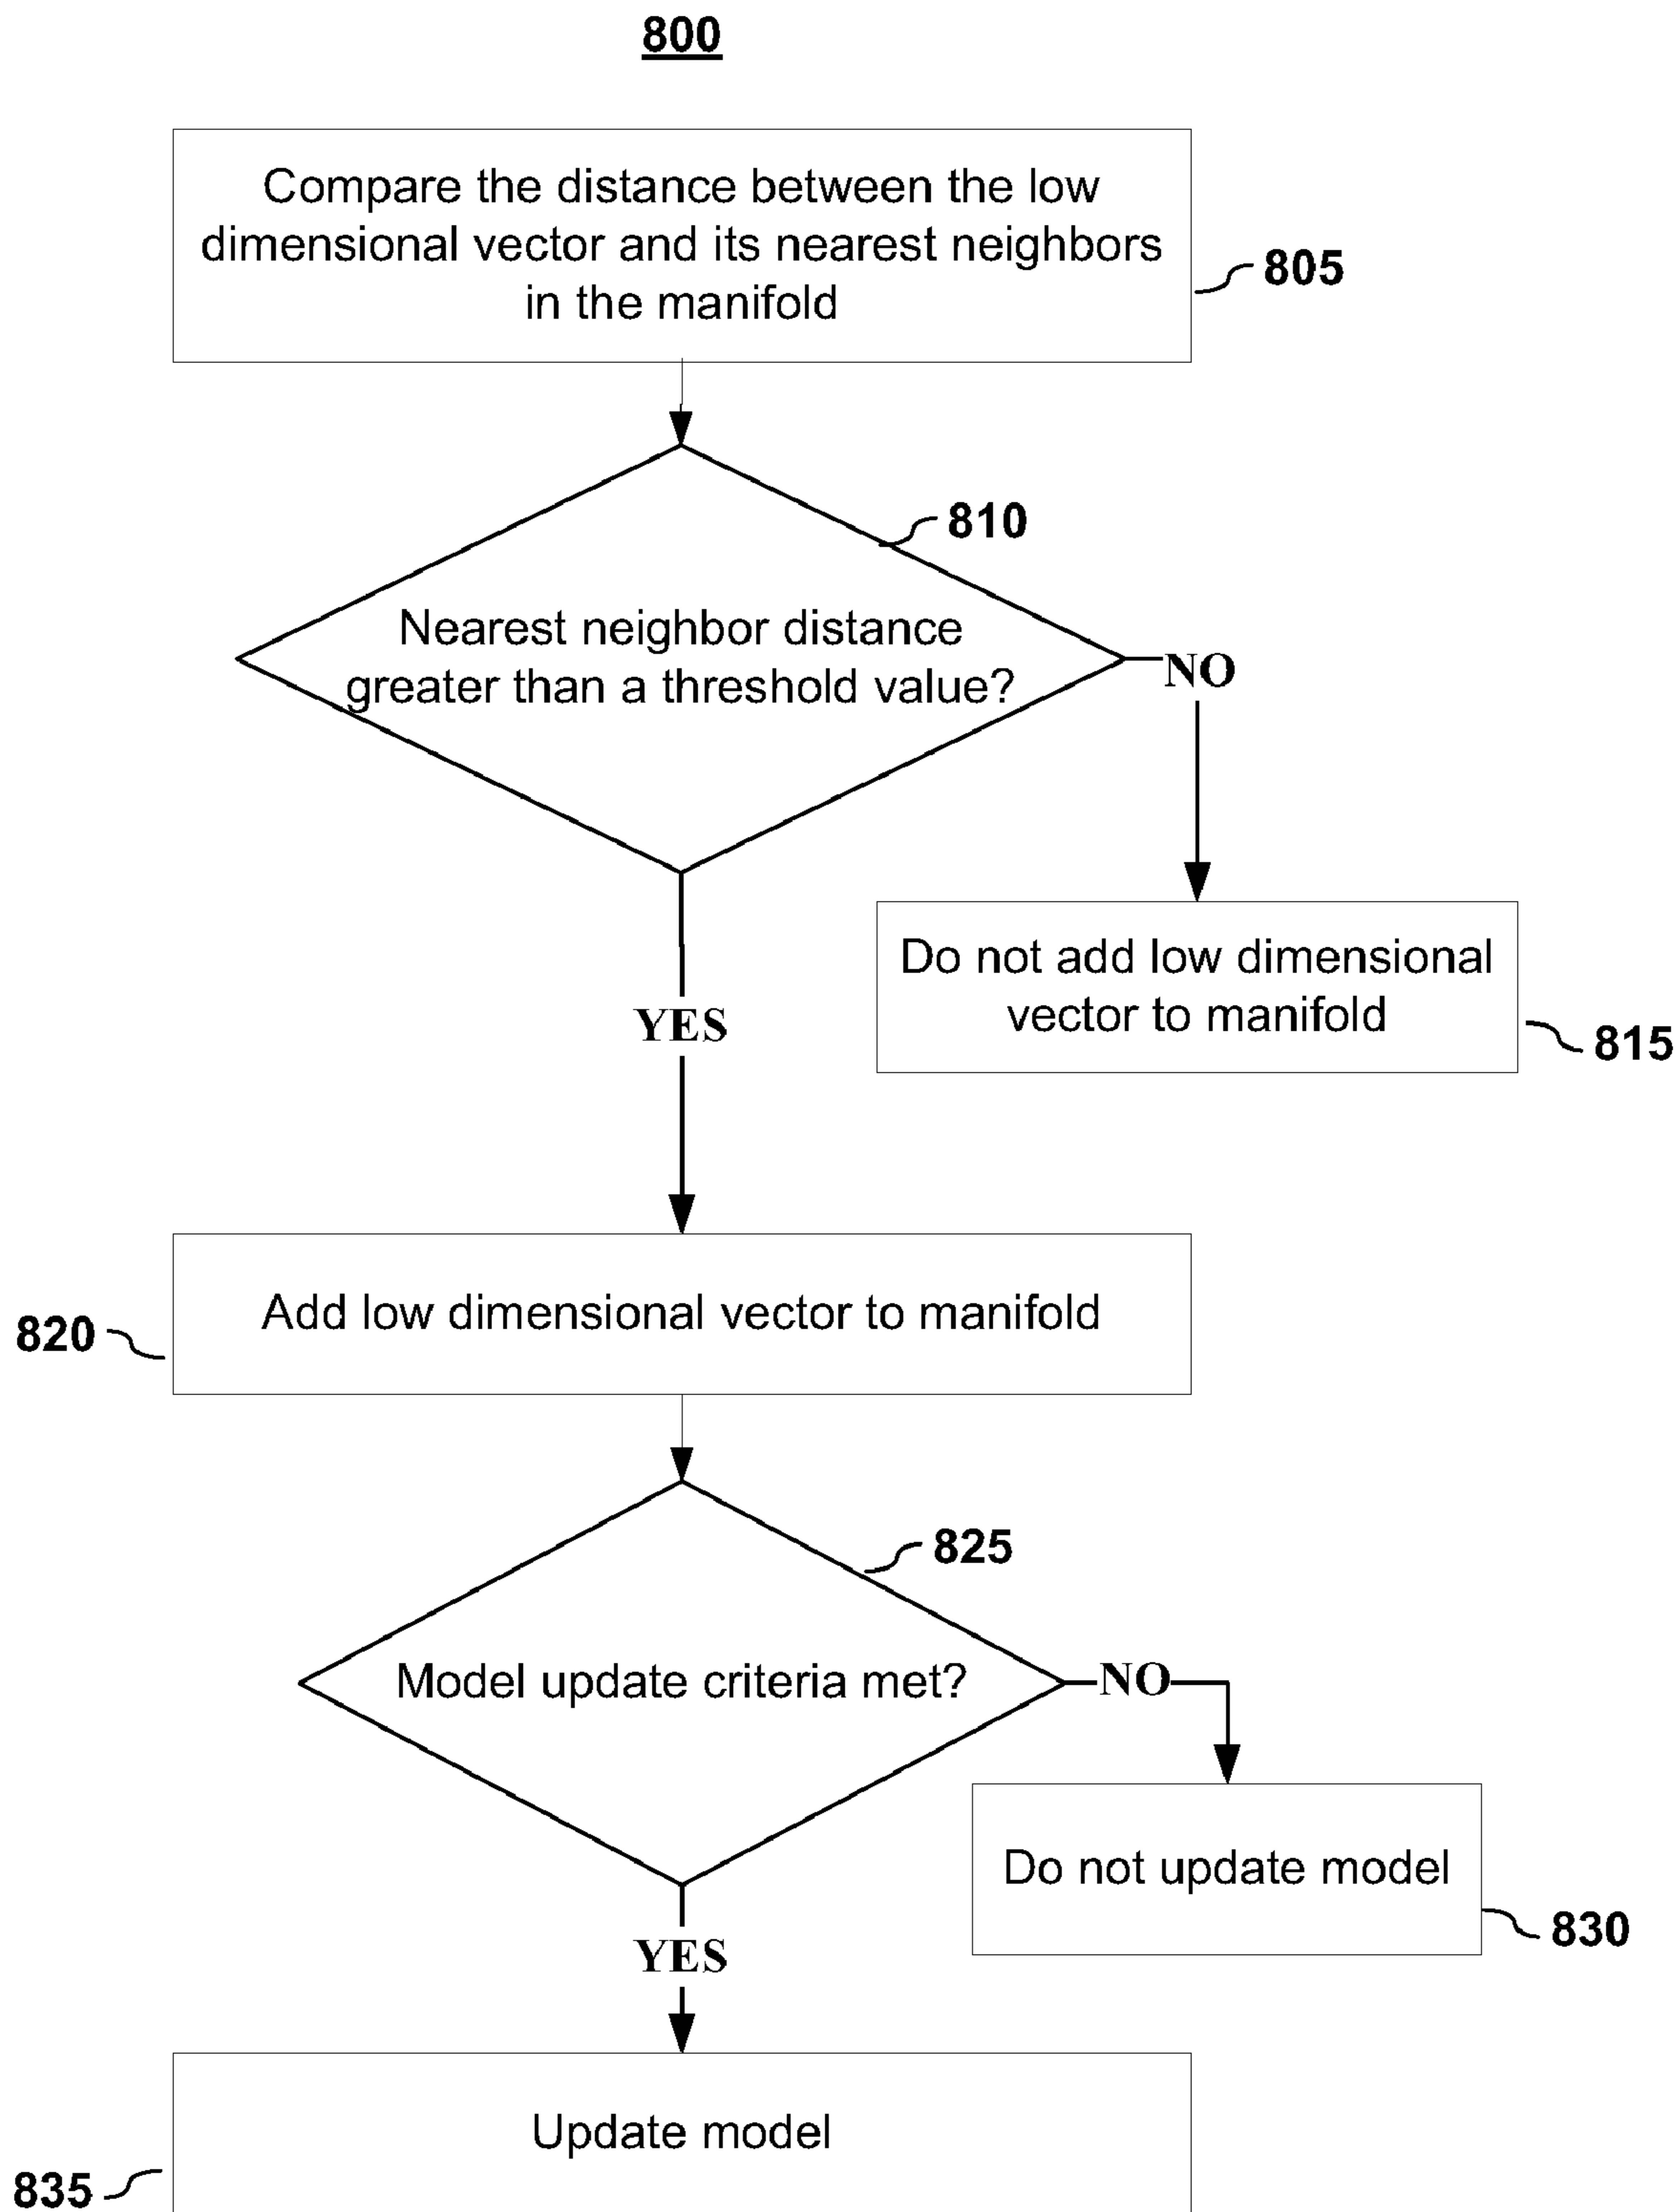 800
Compare the distance between the low
dimensional vector and its nearest neighbors
in the manifold
805
810
Nearest neighbor distance
greater than a threshold value?
NO
Do not add low dimensional
vector to manifold
815
YES
Add low dimensional vector to manifold
820
825
Model update criteria met?
NO
Do not update model
830
YES
Update model
835